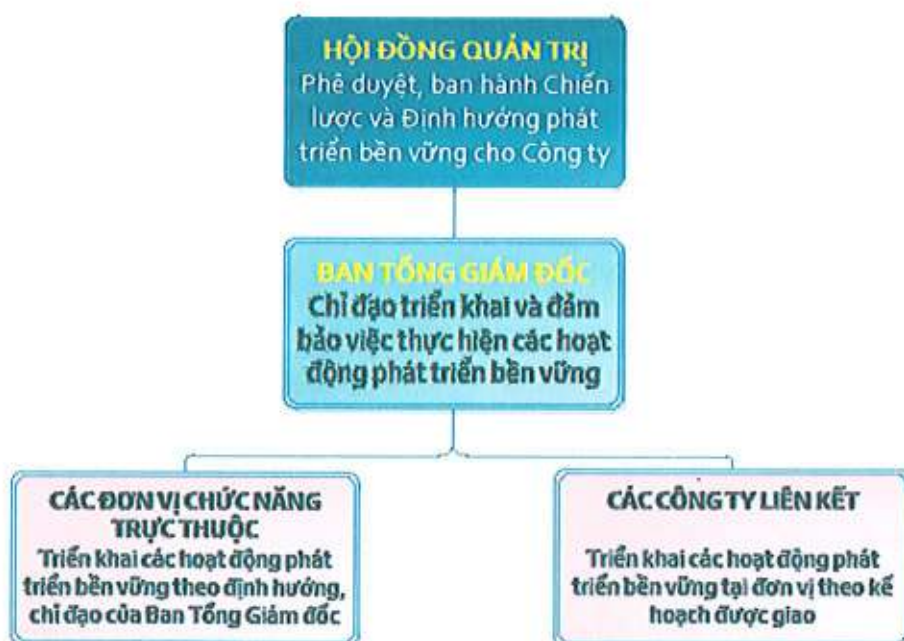 HỘI ĐỒNG QUẢN TRỊ
Phê duyệt, ban hành Chiến
lược và Định hướng phát
triển bền vững cho Công ty
BAN TỔNG GIÁM ĐỐC
Chỉ đạo triển khai và đảm
bảo việc thực hiện các hoạt
động phát triển bền vững
CÁC ĐƠN VỊ CHỨC NĂNG
TRỰC THUỘC
Triển khai các hoạt động phát
triển bền vững theo định hướng,
chỉ đạo của Ban Tổng Giám đốc
CÁC CÔNG TY LIÊN KẾT
Triển khai các hoạt động phát
triển bền vững tại đơn vị theo kế
hoạch được giao